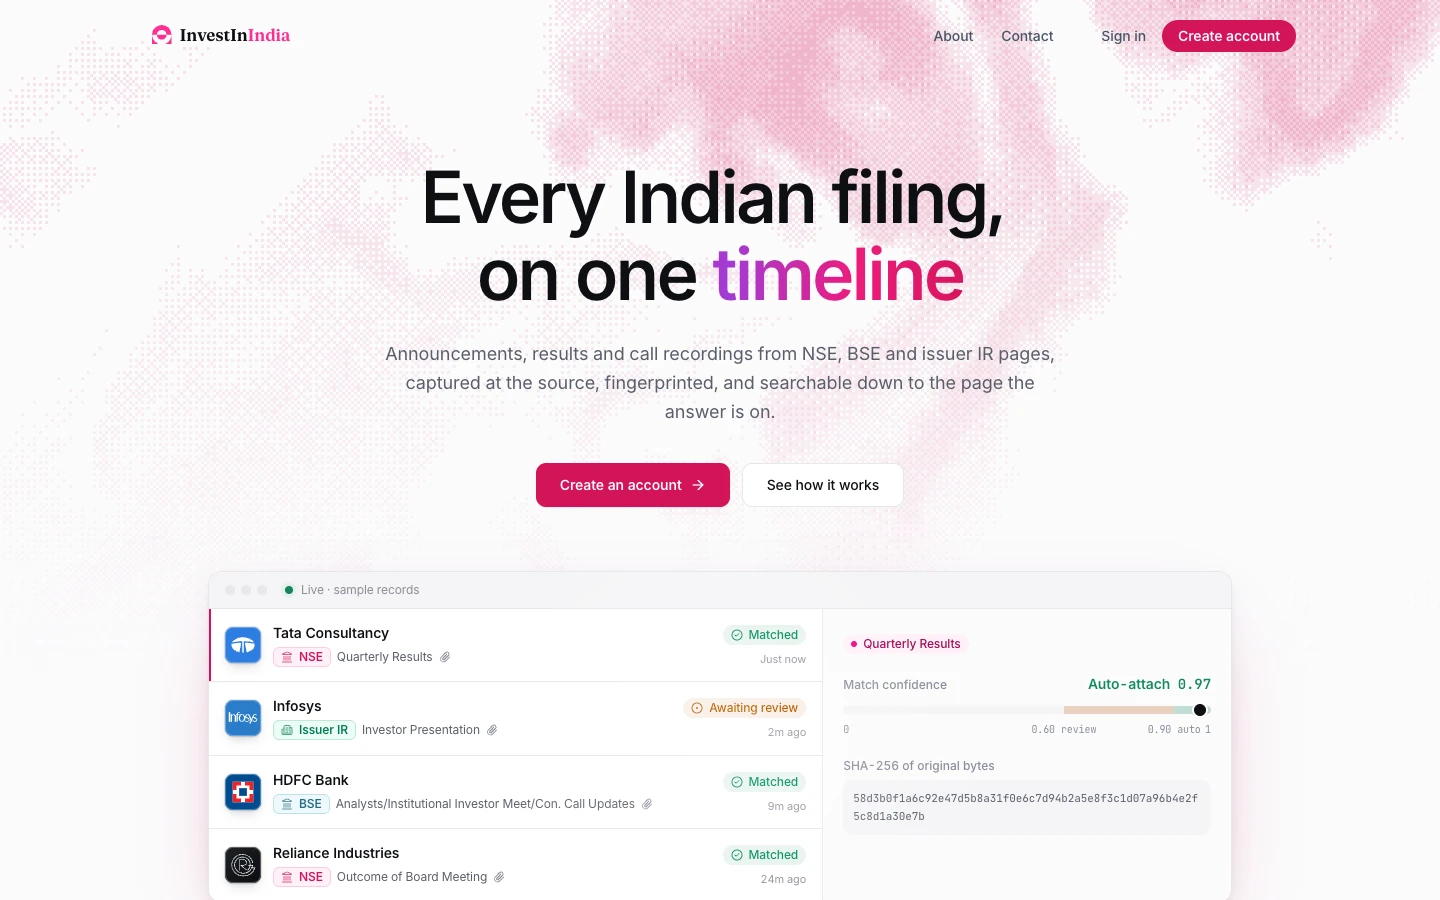 InvestInIndia
About Contact Sign in Create account
Every Indian filing,
on one timeline
Announcements, results and call recordings from NSE, BSE and issuer IR pages,
captured at the source, fingerprinted, and searchable down to the page the
answer is on.
Create an account
See how it works
Live · sample records
Tata Consultancy
Matched
NSE Quarterly Results
Just now
Infosys
Infosys
Awaiting review
Issuer IR Investor Presentation
2m ago
HDFC Bank
Matched
BSE Analysts/Institutional Investor Meet/Con. Call Updates
9m ago
Reliance Industries
Matched
NSE Outcome of Board Meeting
24m ago
Quarterly Results
Match confidence Auto-attach 0.97
0 0.60 review 0.90 auto 1
SHA-256 of original bytes
58d3b0f1a6c92e47d5b8a31f0e6c7d94b2a5e8f3c1d07a96b4e2f
5c8d1a30e7b